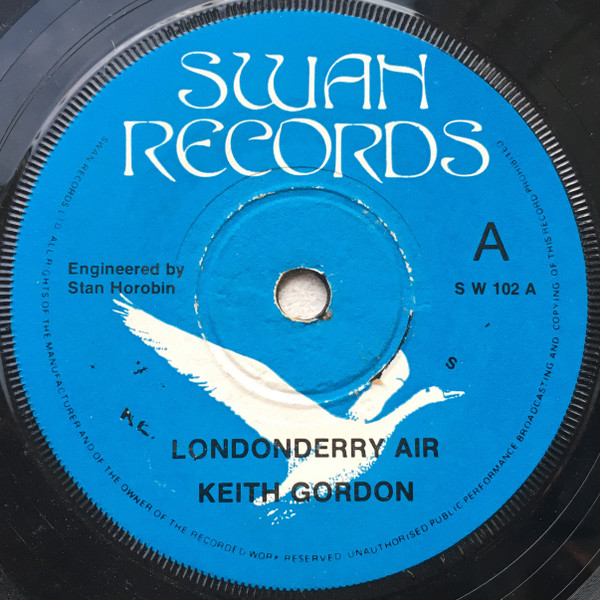 SWAN
RECORDS
A
S W 102 A
Engineered by
Stan Horobin
LONDONDERRY AIR
KEITH GORDON
SWAN RECORDS LTD. ALL RIGHTS OF THE MANUFACTURER AND OF THE OWNER OF THE RECORDED WORK RESERVED. UNAUTHORISED PUBLIC PERFORMANCE BROADCASTING AND COPYING OF THIS RECORD PROHIBITED